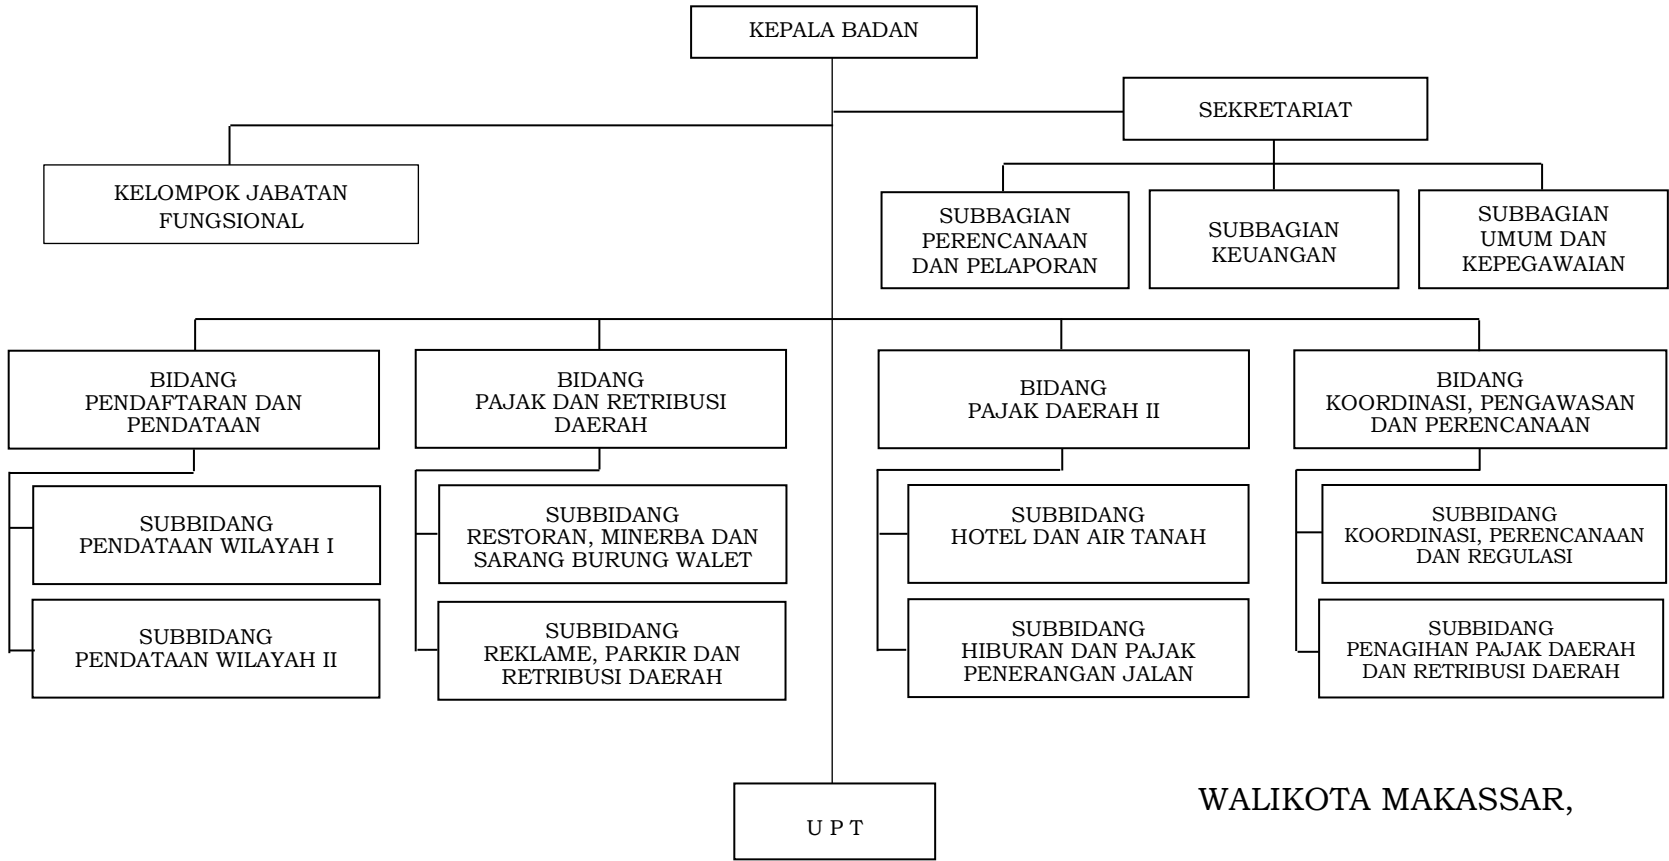 KEPALA BADAN
SEKRETARIAT
KELOMPOK JABATAN
FUNGSIONAL
SUBBAGIAN
PERENCANAAN
DAN PELAPORAN
SUBBAGIAN
KEUANGAN
SUBBAGIAN
UMUM DAN
KEPEGAWAIAN
BIDANG
PENDAFTARAN DAN
PENDATAAN
BIDANG
PAJAK DAN RETRIBUSI
DAERAH
BIDANG
PAJAK DAERAH II
BIDANG
KOORDINASI, PENGAWASAN
DAN PERENCANAAN
SUBBIDANG
PENDATAAN WILAYAH I
SUBBIDANG
RESTORAN, MINERBA DAN
SARANG BURUNG WALET
SUBBIDANG
HOTEL DAN AIR TANAH
SUBBIDANG
KOORDINASI, PERENCANAAN
DAN REGULASI
SUBBIDANG
PENDATAAN WILAYAH II
SUBBIDANG
REKLAME, PARKIR DAN
RETRIBUSI DAERAH
SUBBIDANG
HIBURAN DAN PAJAK
PENERANGAN JALAN
SUBBIDANG
PENAGIHAN PAJAK DAERAH
DAN RETRIBUSI DAERAH
U P T
WALIKOTA MAKASSAR,